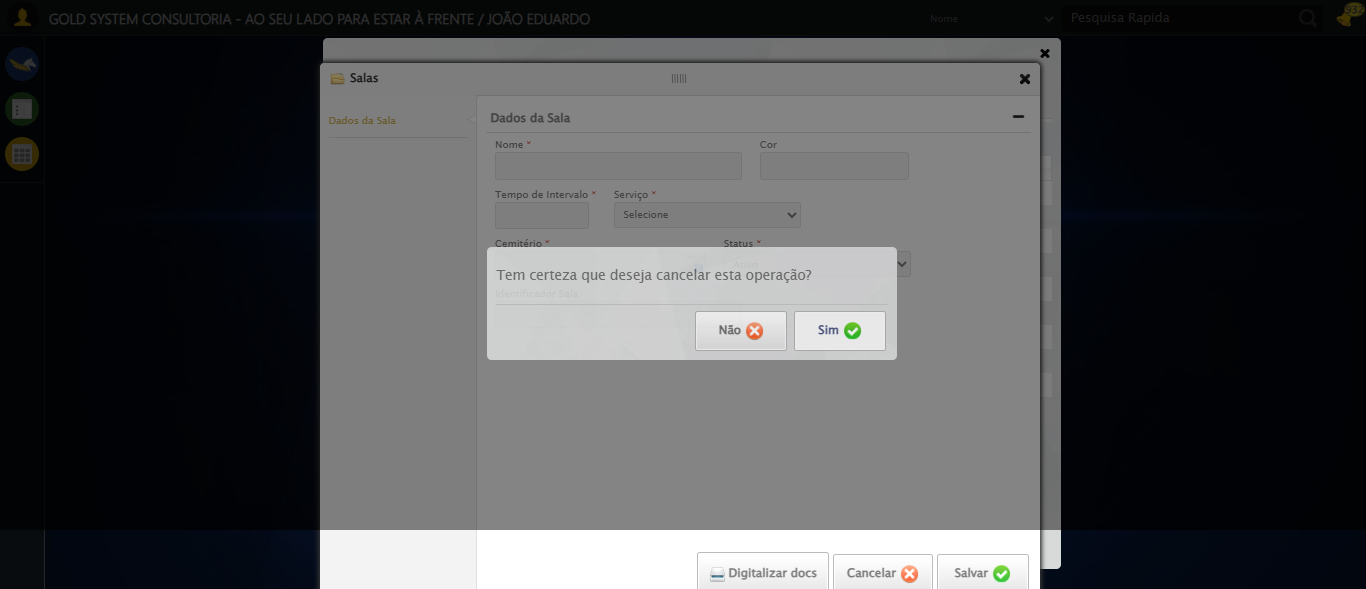 GOLD SYSTEM CONSULTORIA - AO SEU LADO PARA ESTAR À FRENTE / JOÃO EDUARDO
Nome
Pesquisa Rapida
932
Salas
Dados da Sala
Dados da Sala
Nome *
Cor
Tempo de Intervalo *
Serviço *
Selecione
Cemitério *
Status *
Ativo
Tem certeza que deseja cancelar esta operação?
Identificador Sala
Não
Sim
Digitalizar docs
Cancelar
Salvar